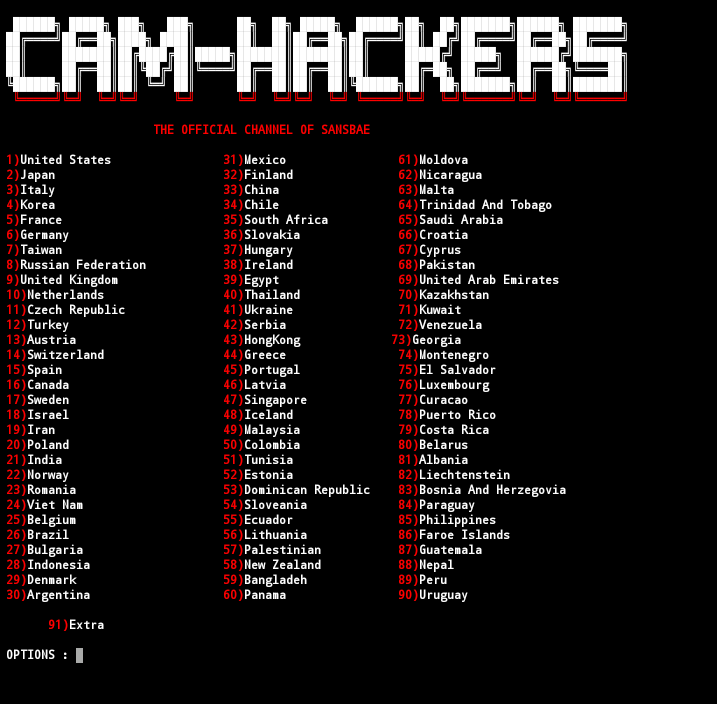 CAM-HACKERS
THE OFFICIAL CHANNEL OF SANSBAE
1)United States 31)Mexico 61)Moldova
2)Japan 32)Finland 62)Nicaragua
3)Italy 33)China 63)Malta
4)Korea 34)Chile 64)Trinidad And Tobago
5)France 35)South Africa 65)Saudi Arabia
6)Germany 36)Slovakia 66)Croatia
7)Taiwan 37)Hungary 67)Cyprus
8)Russian Federation 38)Ireland 68)Pakistan
9)United Kingdom 39)Egypt 69)United Arab Emirates
10)Netherlands 40)Thailand 70)Kazakhstan
11)Czech Republic 41)Ukraine 71)Kuwait
12)Turkey 42)Serbia 72)Venezuela
13)Austria 43)HongKong 73)Georgia
14)Switzerland 44)Greece 74)Montenegro
15)Spain 45)Portugal 75)El Salvador
16)Canada 46)Latvia 76)Luxembourg
17)Sweden 47)Singapore 77)Curacao
18)Israel 48)Iceland 78)Puerto Rico
19)Iran 49)Malaysia 79)Costa Rica
20)Poland 50)Colombia 80)Belarus
21)India 51)Tunisia 81)Albania
22)Norway 52)Estonia 82)Liechtenstein
23)Romania 53)Dominican Republic 83)Bosnia And Herzegovia
24)Viet Nam 54)Sloveania 84)Paraguay
25)Belgium 55)Ecuador 85)Philippines
26)Brazil 56)Lithuania 86)Faroe Islands
27)Bulgaria 57)Palestinian 87)Guatemala
28)Indonesia 58)New Zealand 88)Nepal
29)Denmark 59)Bangladeh 89)Peru
30)Argentina 60)Panama 90)Uruguay
91)Extra
OPTIONS :